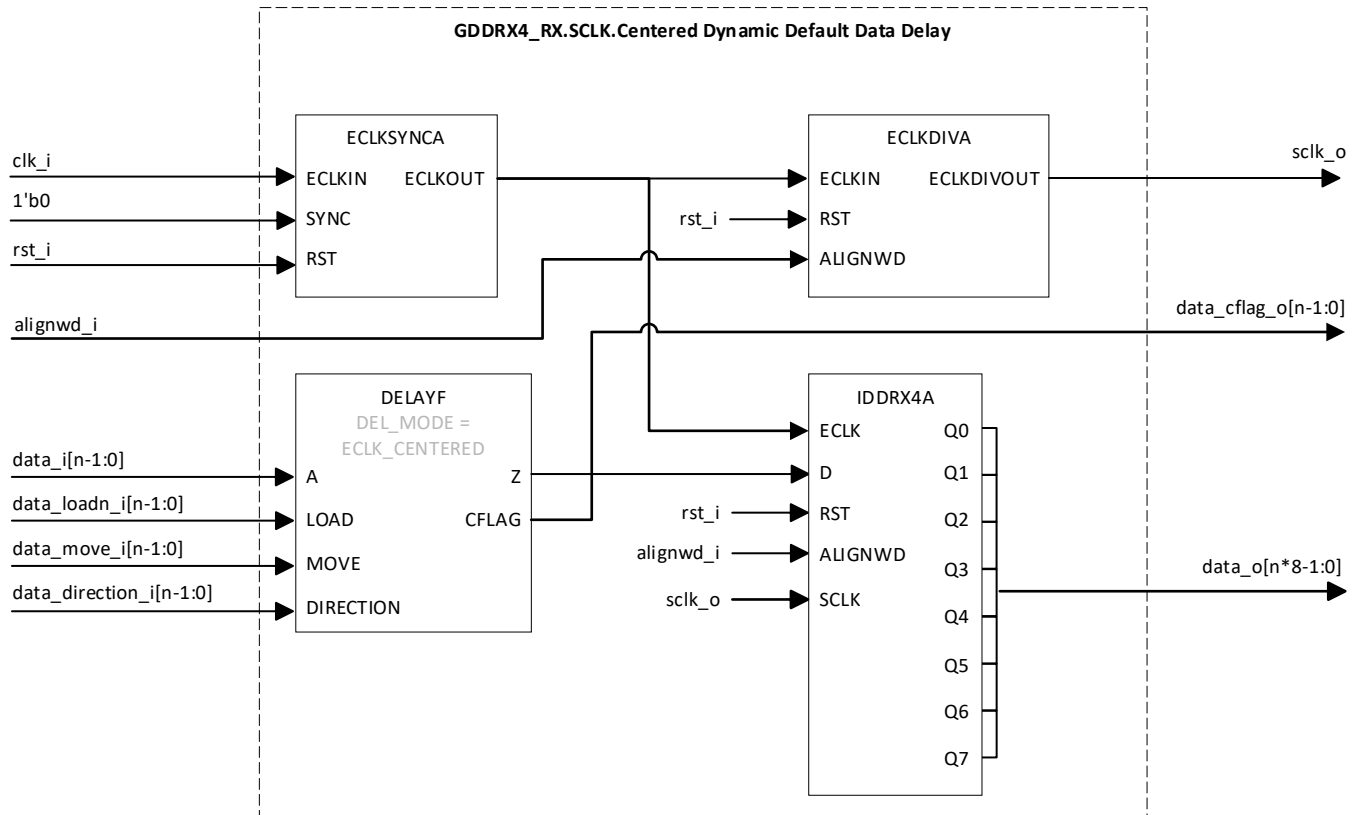 GDDRX4_RX.SCLK.Centered Dynamic Default Data Delay
clk_i
1'b0
rst_i
alignwd_i
ECLKSYNCA
ECLKIN ECLKOUT
SYNC
RST
ECLKDIVA
ECLKIN ECLKDIVOUT
rst_i RST
ALIGNWD
sclk_o
data_cflag_o[n-1:0]
data_i[n-1:0]
data_loadn_i[n-1:0]
data_move_i[n-1:0]
data_direction_i[n-1:0]
DELAYF
DEL_MODE =
ECLK_CENTERED
A Z
LOAD CFLAG
MOVE
DIRECTION
IDDRX4A
ECLK Q0
D Q1
rst_i RST Q2
alignwd_i ALIGNWD Q3
sclk_o SCLK Q4
Q5
Q6
Q7
data_o[n*8-1:0]